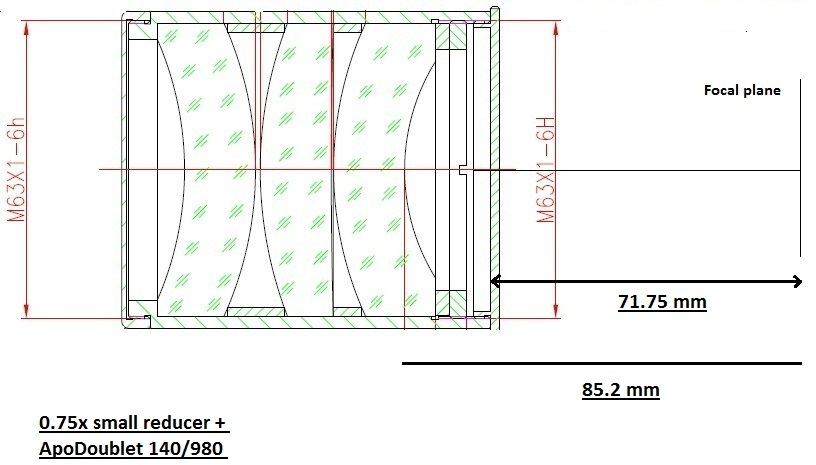 Focal plane
M63X1-6h
M63X1-6H
71.75 mm
85.2 mm
0.75x small reducer +
ApoDoublet 140/980